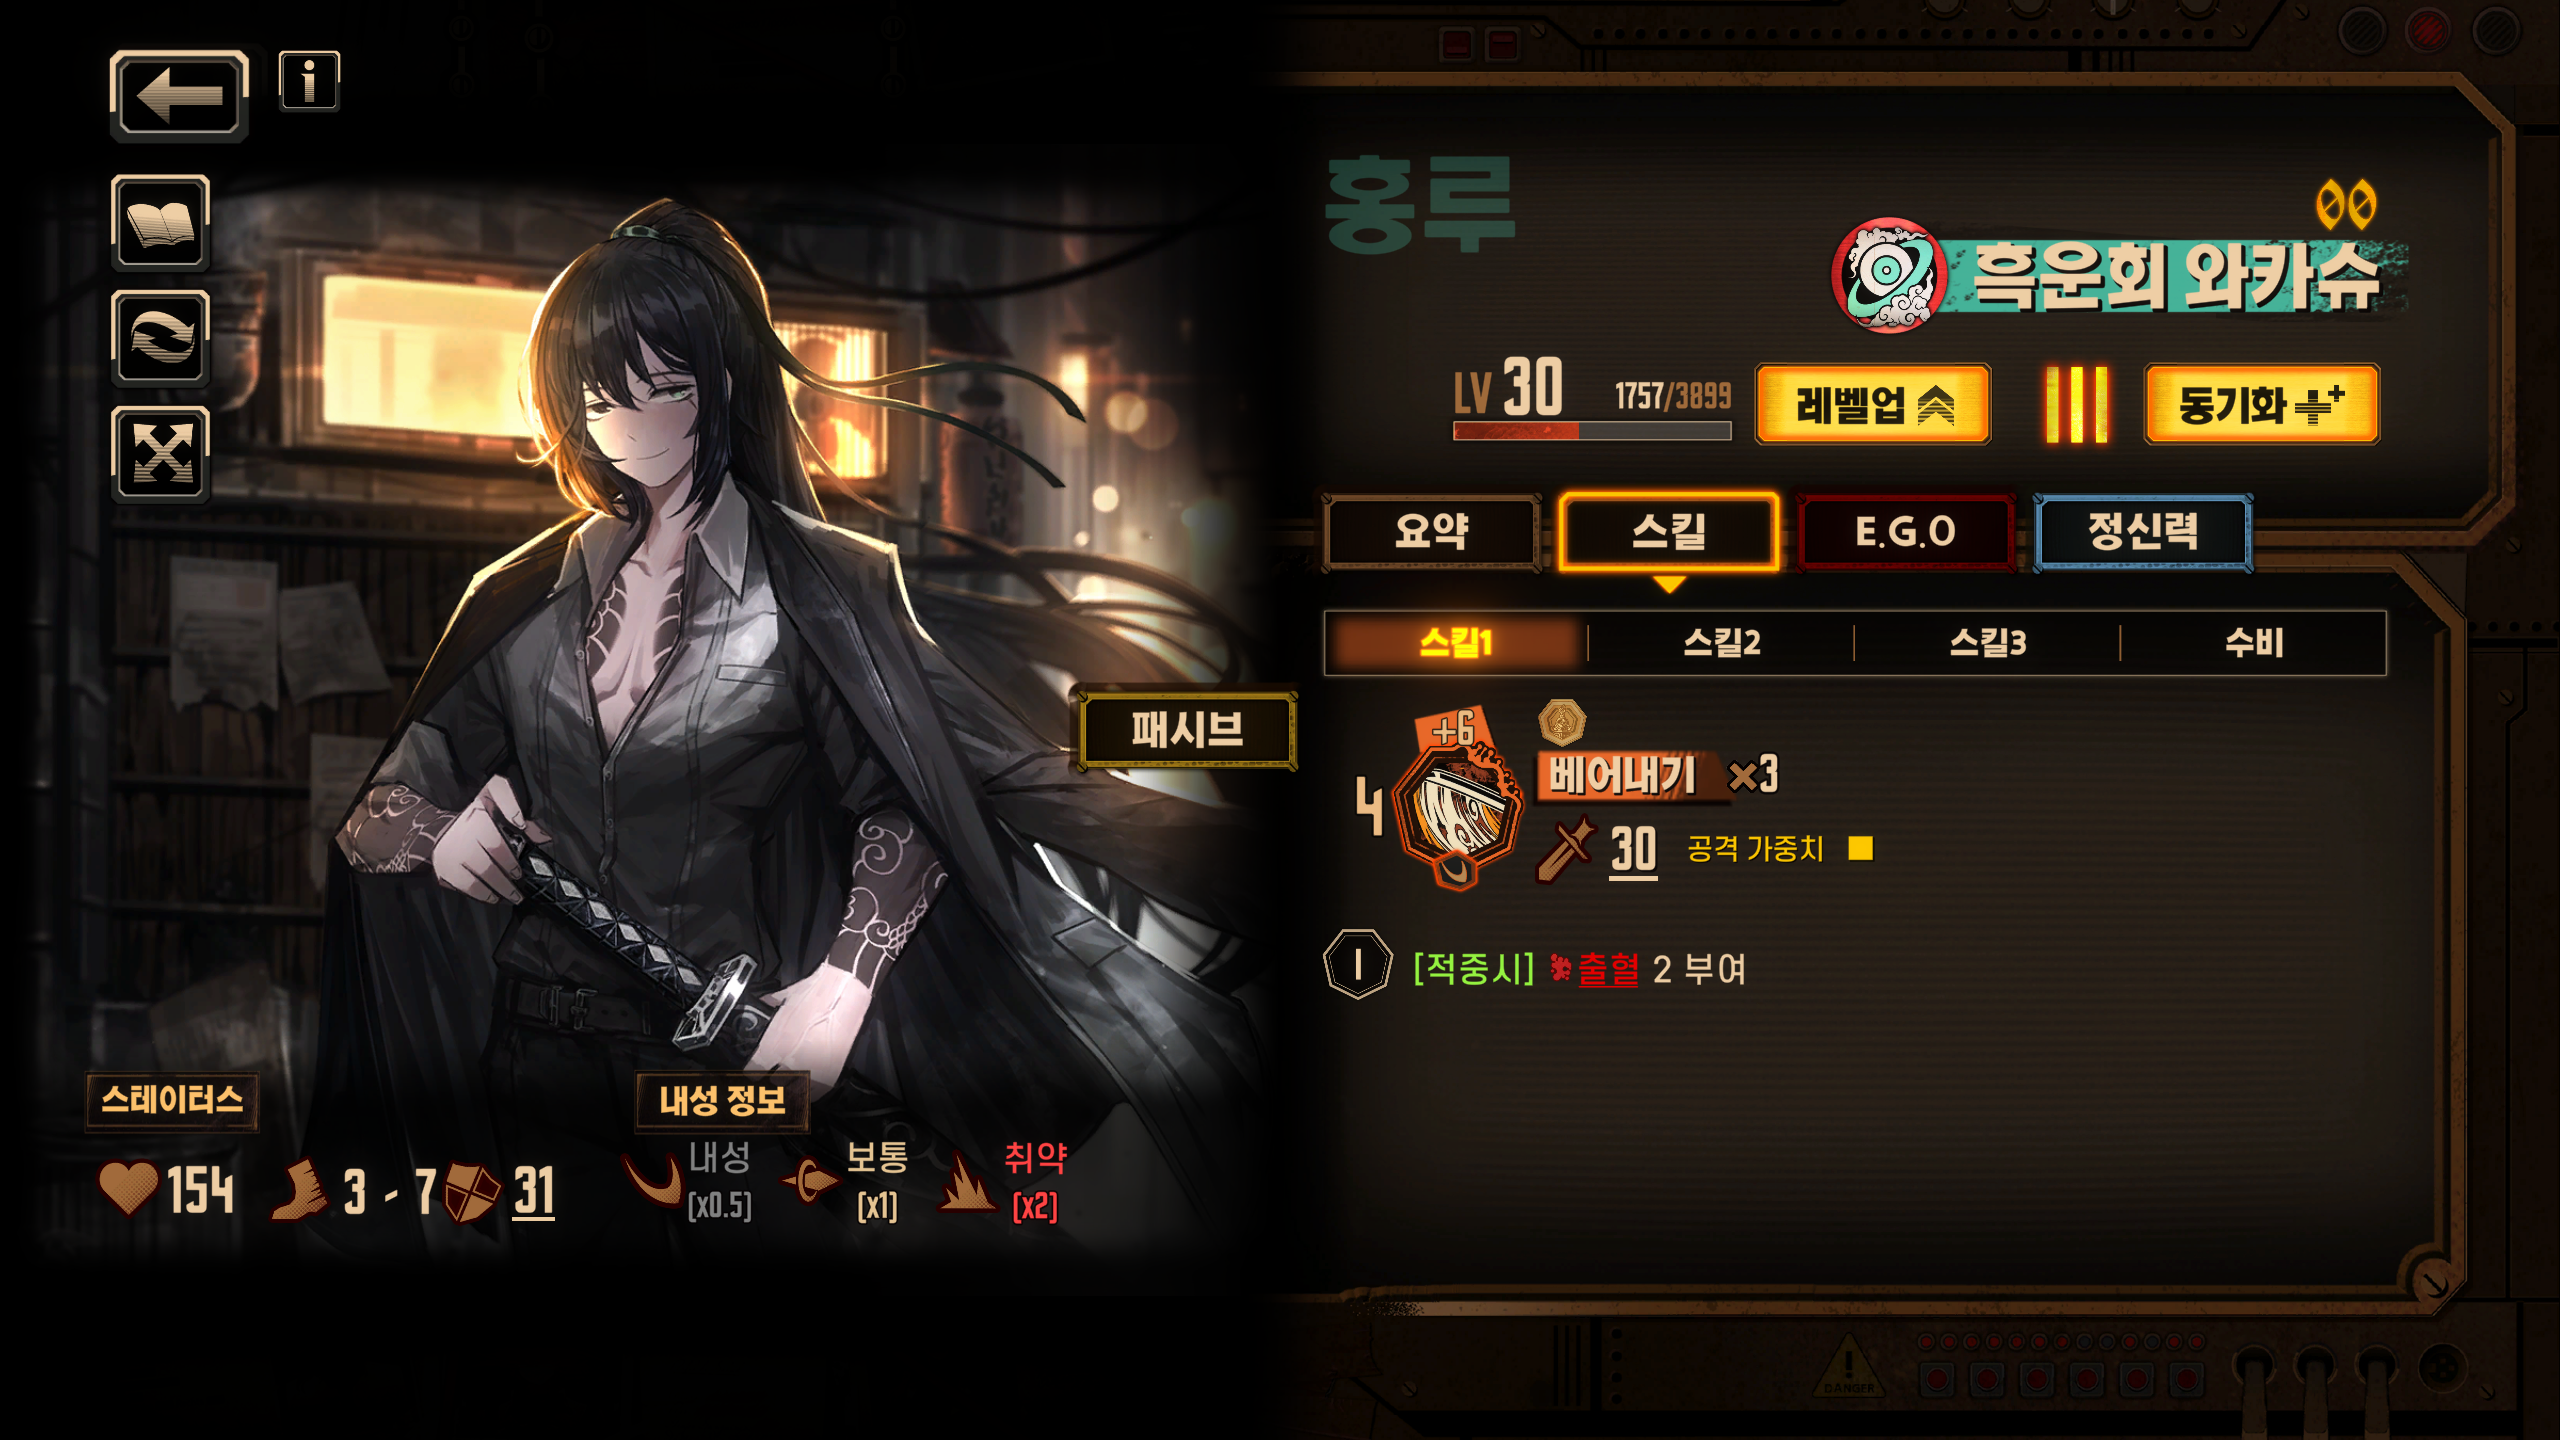 홍루
흑운회 와카슈
LV 30
1757/3899
레벨업
III
동기화
요약
스킬
E.G.O
정신력
스킬1
스킬2
스킬3
수비
패시브
+6
4
베어내기 ×3
30
공격 가중치
I
[적중시] 출혈 2 부여
스테이터스
154
3 - 7
31
내성 정보
내성
[x0.5]
보통
[x1]
취약
[x2]
DANGER